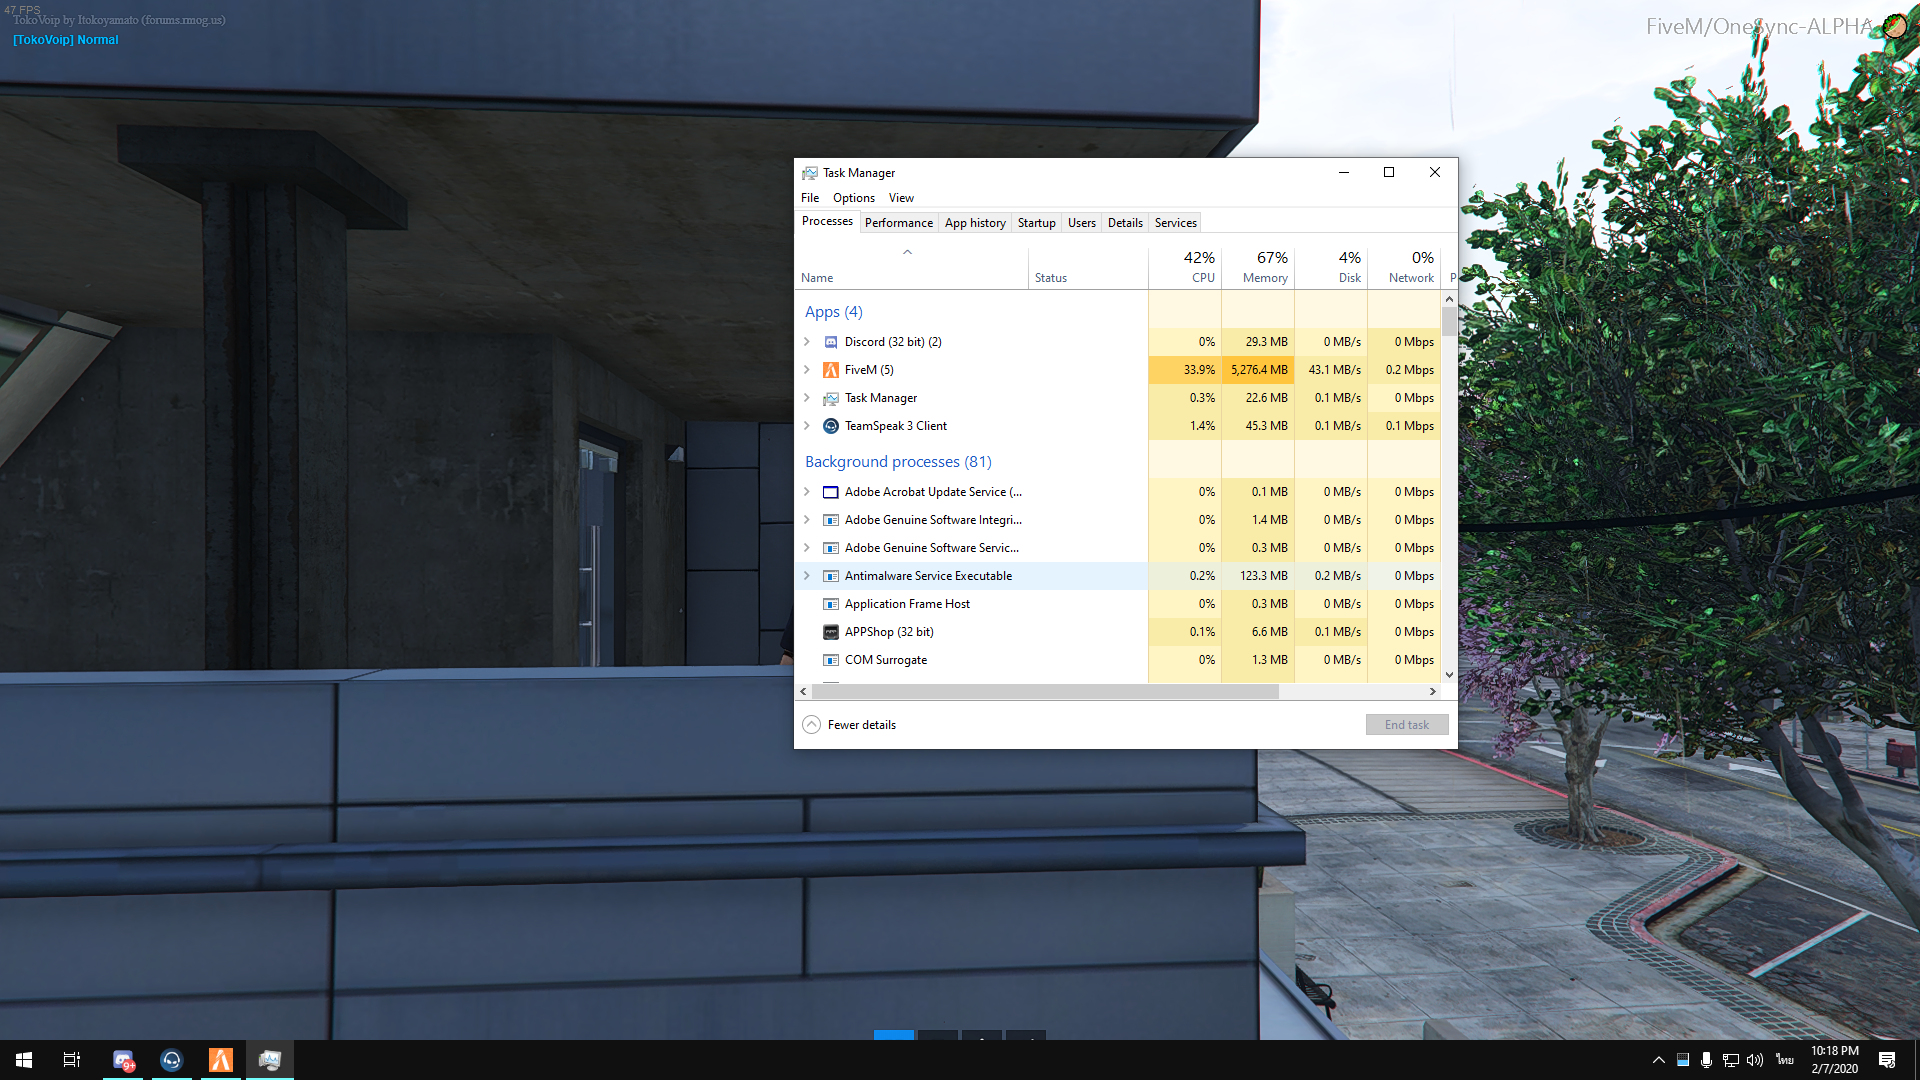 47 FPS
TokoVoip by Itokoyamato (forums.rmog.us)
[TokoVoip] Normal
FiveM/OneSync-ALPHA
Task Manager
File Options View
Processes Performance App history Startup Users Details Services
42% 67% 4% 0%
Name Status CPU Memory Disk Network P
Apps (4)
Discord (32 bit) (2) 0% 29.3 MB 0 MB/s 0 Mbps
FiveM (5) 33.9% 5,276.4 MB 43.1 MB/s 0.2 Mbps
Task Manager 0.3% 22.6 MB 0.1 MB/s 0 Mbps
TeamSpeak 3 Client 1.4% 45.3 MB 0.1 MB/s 0.1 Mbps
Background processes (81)
Adobe Acrobat Update Service (... 0% 0.1 MB 0 MB/s 0 Mbps
Adobe Genuine Software Integri... 0% 1.4 MB 0 MB/s 0 Mbps
Adobe Genuine Software Servic... 0% 0.3 MB 0 MB/s 0 Mbps
Antimalware Service Executable 0.2% 123.3 MB 0.2 MB/s 0 Mbps
Application Frame Host 0% 0.3 MB 0 MB/s 0 Mbps
APPShop (32 bit) 0.1% 6.6 MB 0.1 MB/s 0 Mbps
COM Surrogate 0% 1.3 MB 0 MB/s 0 Mbps
Fewer details End task
9+
ไทย
10:18 PM
2/7/2020